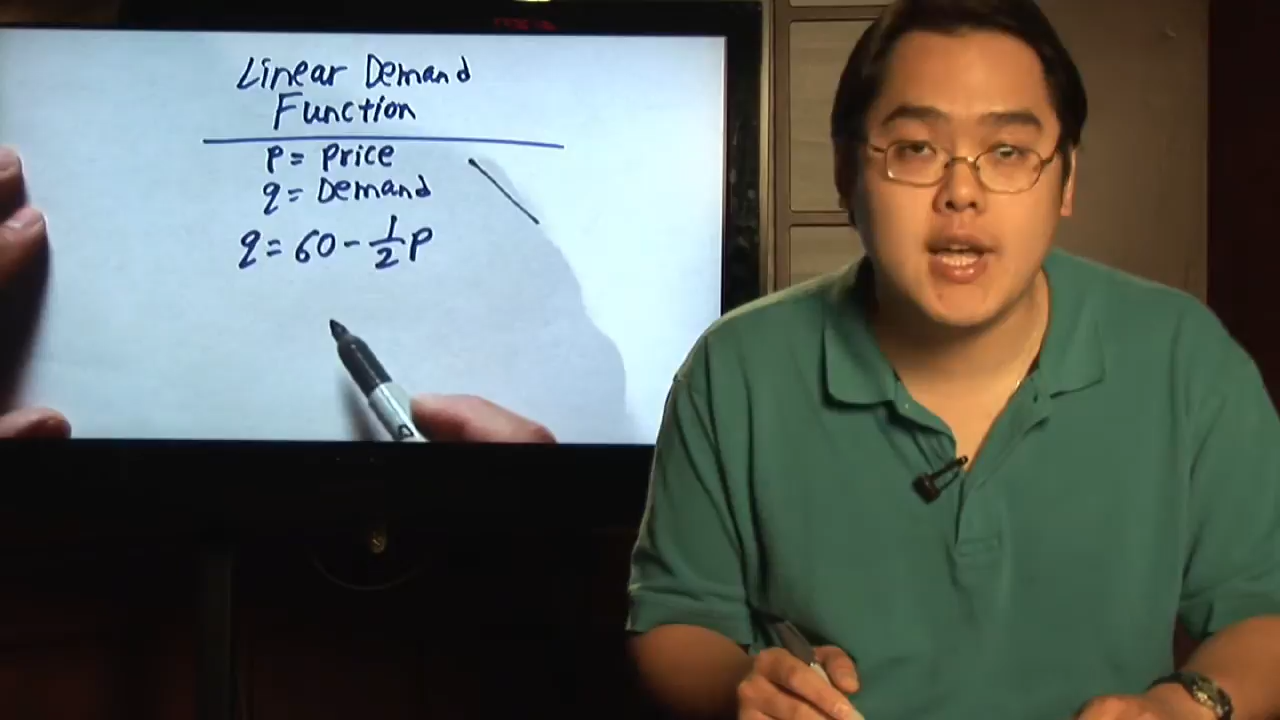 Linear Demand
Function
P = Price
q = Demand
q = 60 - 1/2 P